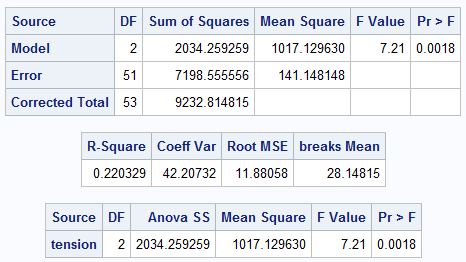 Source DF Sum of Squares Mean Square F Value Pr > F
Model 2 2034.259259 1017.129630 7.21 0.0018
Error 51 7198.555556 141.148148
Corrected Total 53 9232.814815
R-Square Coeff Var Root MSE breaks Mean
0.220329 42.20732 11.88058 28.14815
Source DF Anova SS Mean Square F Value Pr > F
tension 2 2034.259259 1017.129630 7.21 0.0018